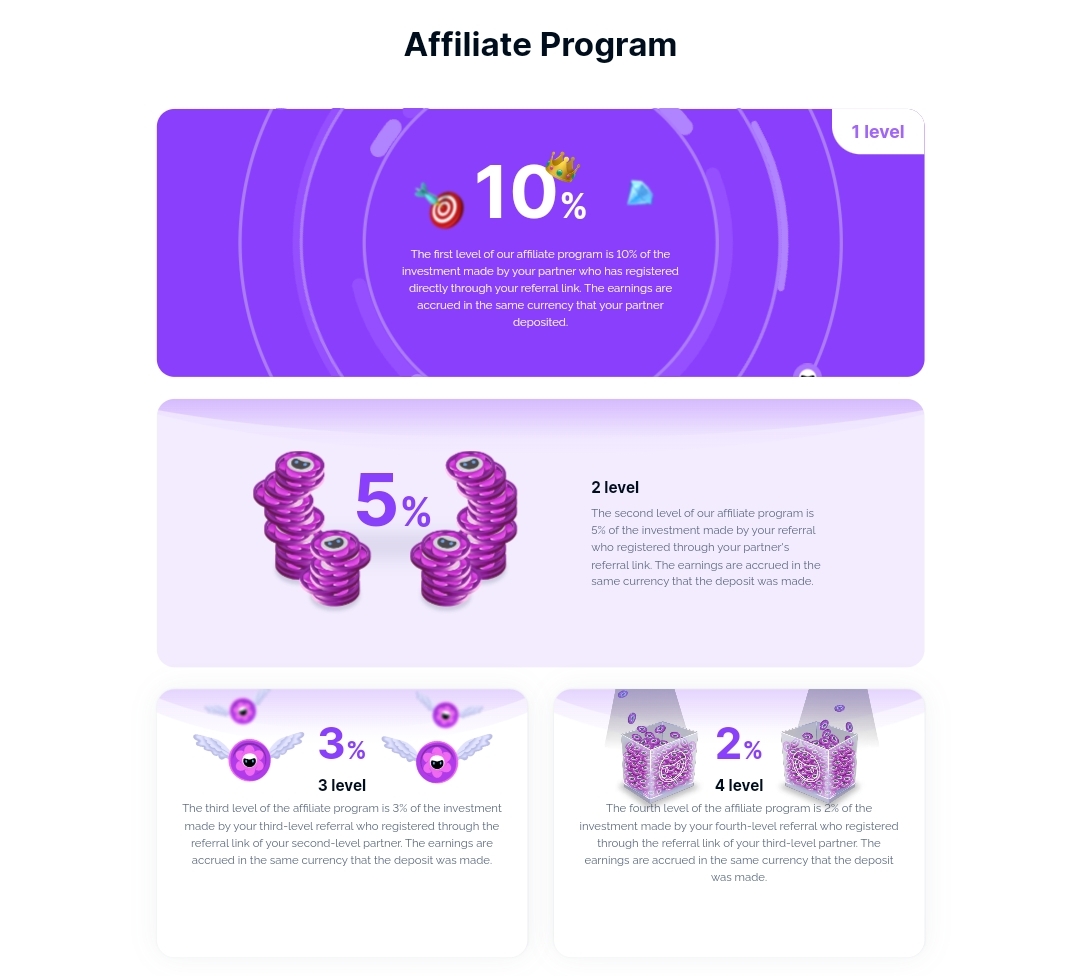 Affiliate Program
1 level
10%
The first level of our affiliate program is 10% of the
investment made by your partner who has registered
directly through your referral link. The earnings are
accrued in the same currency that your partner
deposited.
5%
2 level
The second level of our affiliate program is
5% of the investment made by your referral
who registered through your partner's
referral link. The earnings are accrued in the
same currency that the deposit was made.
3%
3 level
The third level of the affiliate program is 3% of the investment
made by your third-level referral who registered through the
referral link of your second-level partner. The earnings are
accrued in the same currency that the deposit was made.
2%
4 level
The fourth level of the affiliate program is 2% of the
investment made by your fourth-level referral who registered
through the referral link of your third-level partner. The
earnings are accrued in the same currency that the deposit
was made.